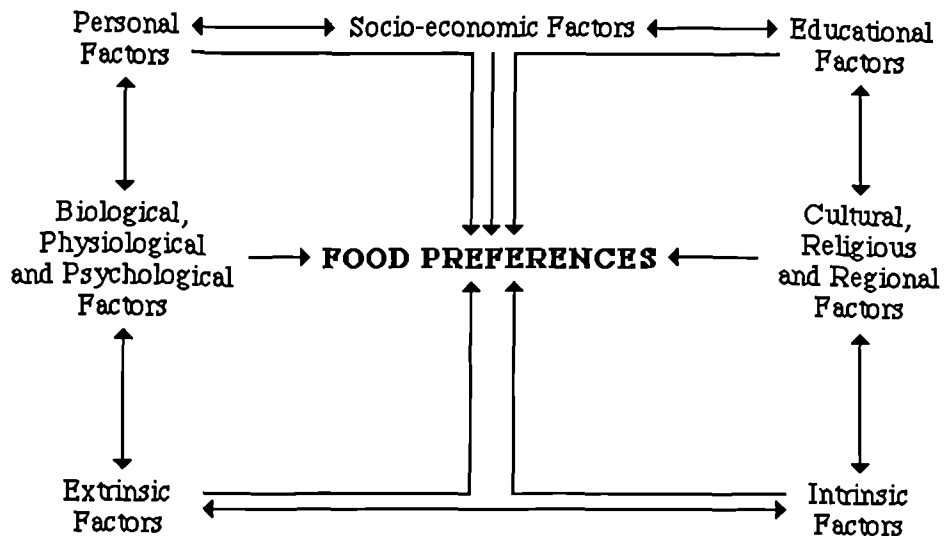 Personal
Factors
Socio-economic Factors
Educational
Factors
Biological,
Physiological
and Psychological
Factors
FOOD PREFERENCES
Cultural,
Religious
and Regional
Factors
Extrinsic
Factors
Intrinsic
Factors